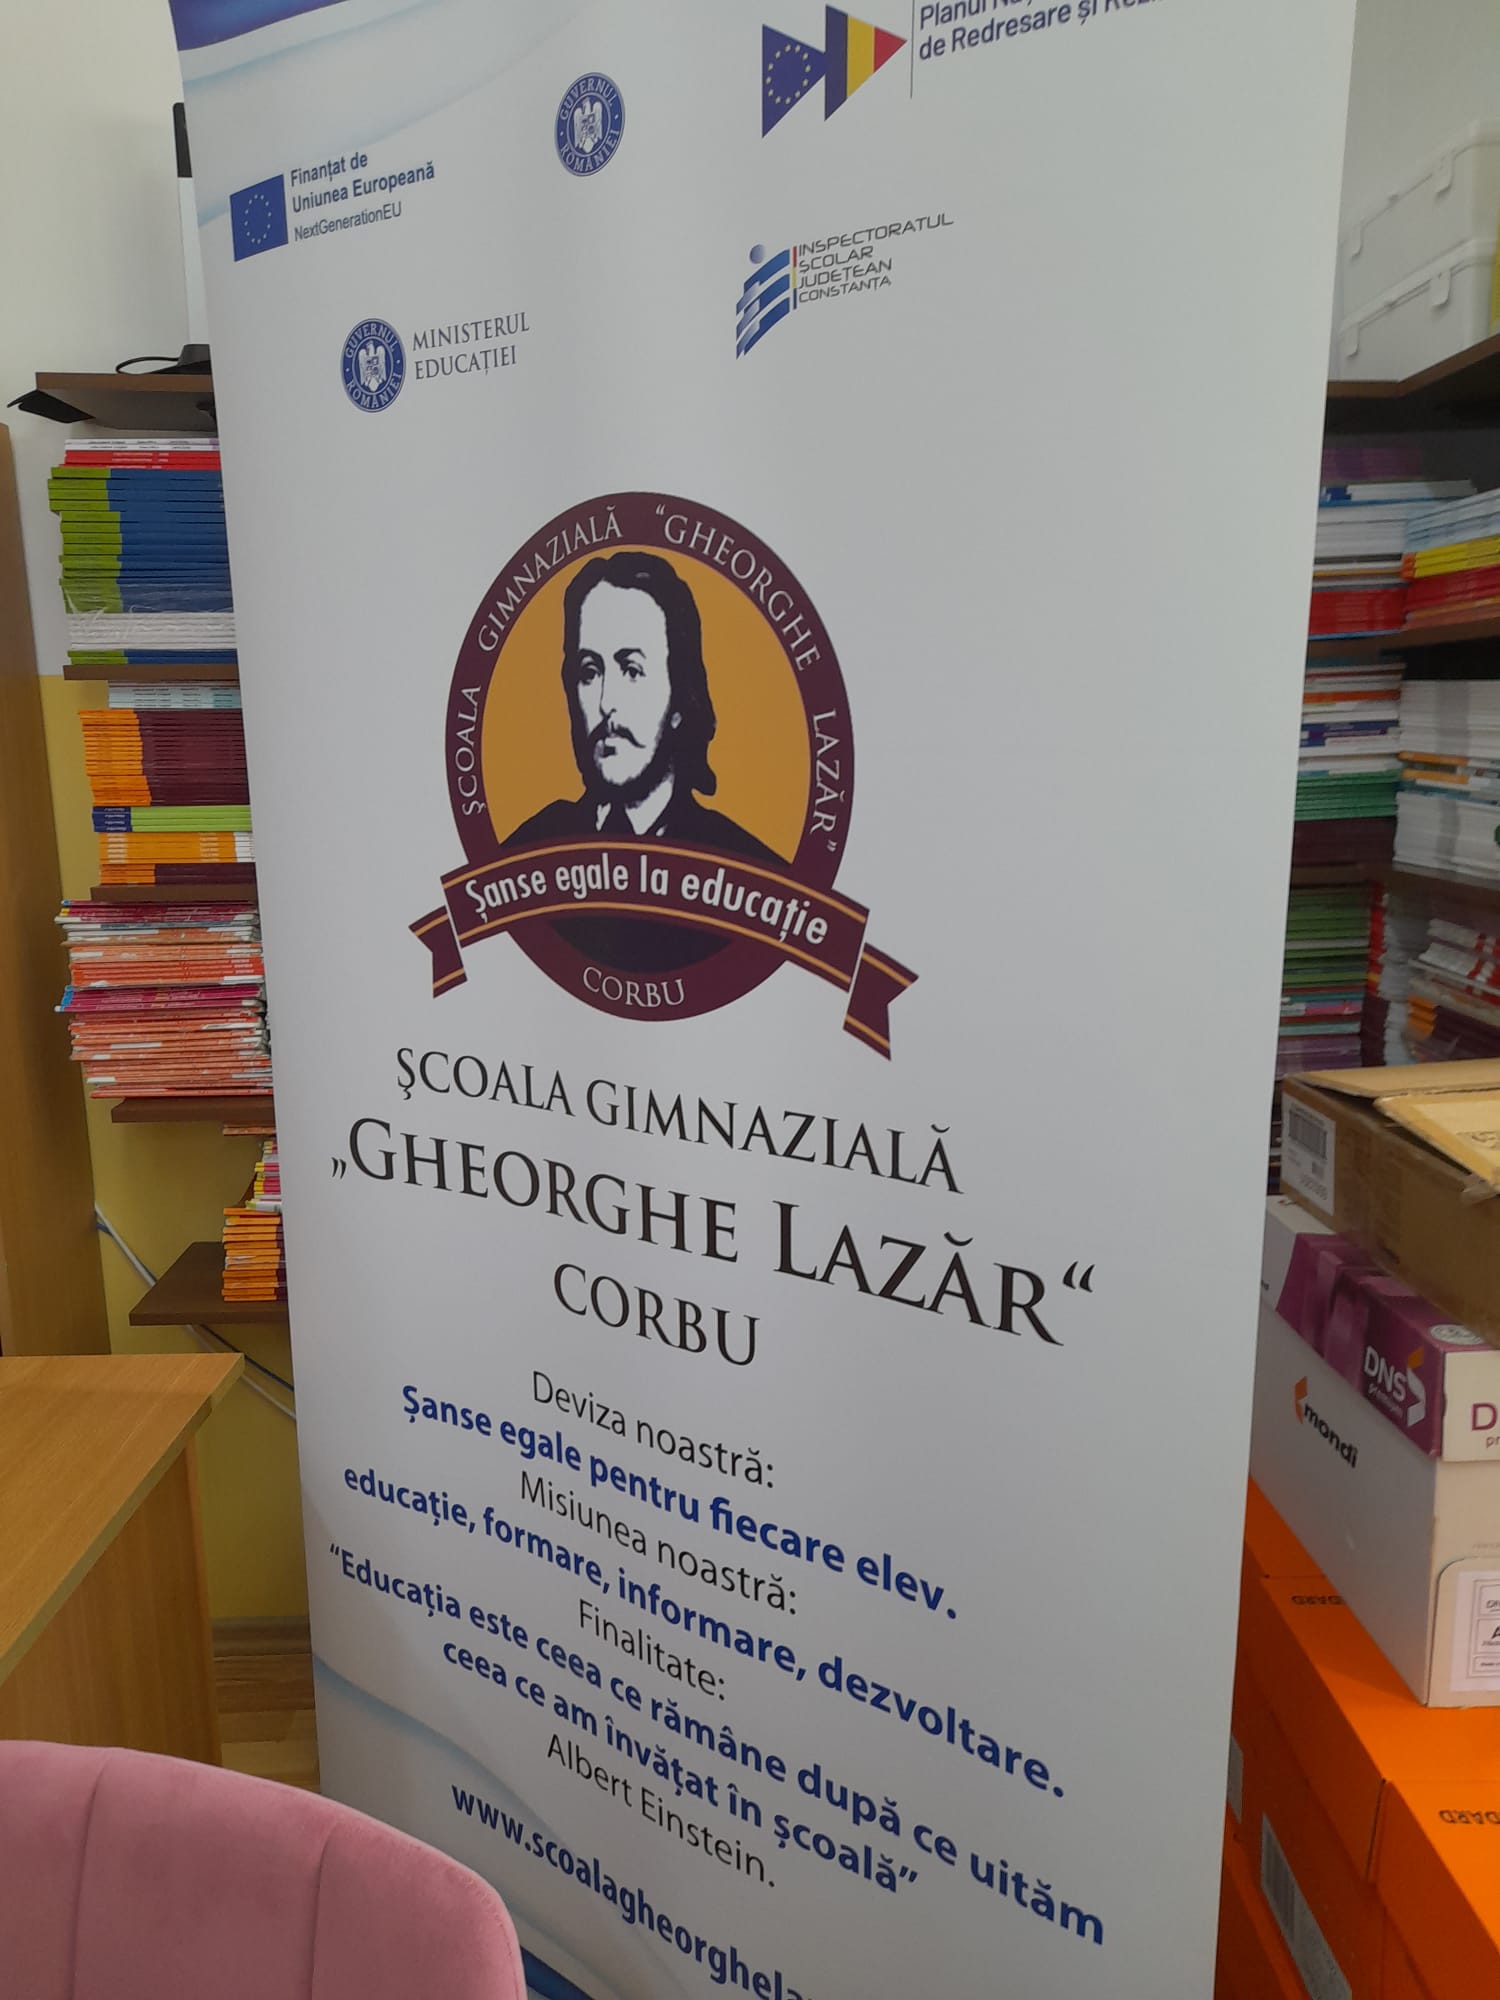 Planul
de Redresare și
GUVERNUL ROMÂNIEI
Finanțat de
Uniunea Europeană
NextGenerationEU
INSPECTORATUL
ȘCOLAR
JUDEȚEAN
CONSTANȚA
GUVERNUL ROMÂNIEI
MINISTERUL
EDUCAȚIEI
ŞCOALA GIMNAZIALĂ “GHEORGHE LAZĂR”
Șanse egale la educație
CORBU
ŞCOALA GIMNAZIALĂ
„GHEORGHE LAZĂR“
CORBU
Deviza noastră:
Șanse egale pentru fiecare elev.
Misiunea noastră:
educație, formare, informare, dezvoltare.
Finalitate:
“Educația este ceea ce rămâne după ce uităm
ceea ce am învățat în școală”
Albert Einstein.
www.scoalagheorghela
DNS
premium
mondi